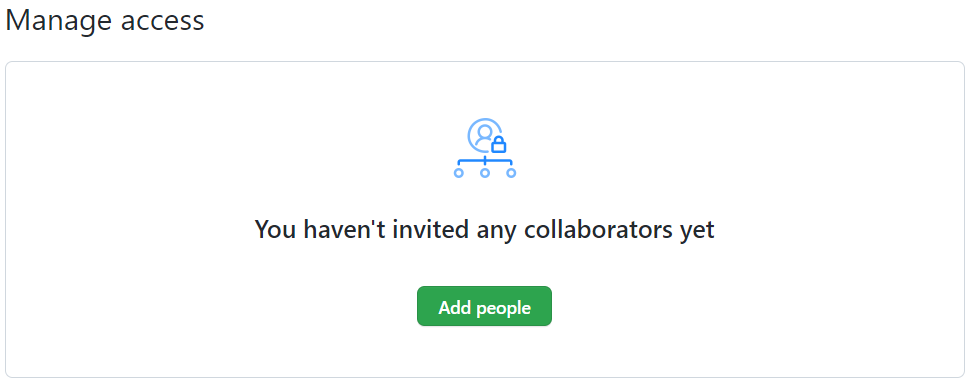 Manage access
You haven't invited any collaborators yet
Add people